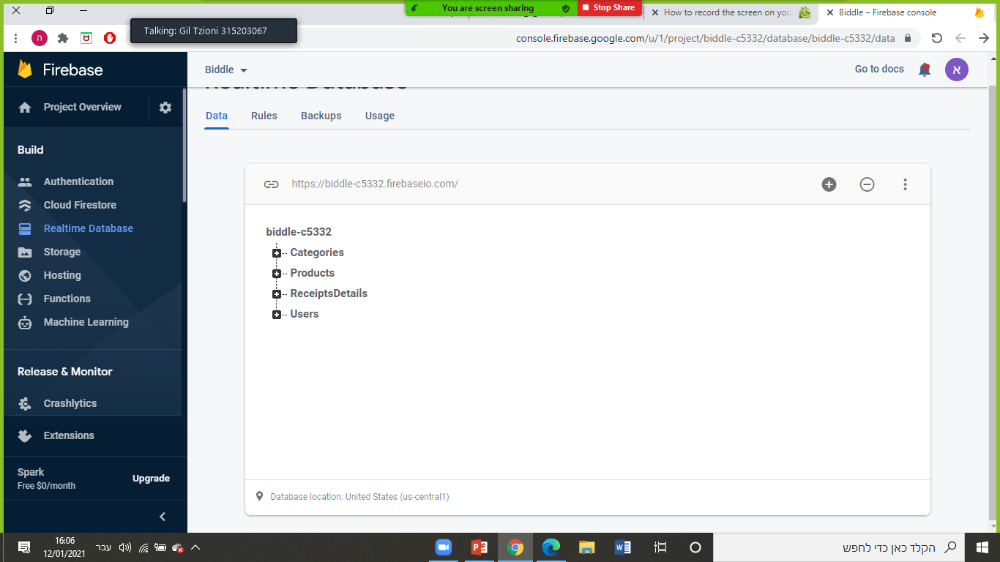 You are screen sharing
Stop Share
How to record the screen on you
Biddle – Firebase console
Talking: Gil Tzioni 315203067
console.firebase.google.com/u/1/project/biddle-c5332/database/biddle-c5332/data
ה
Firebase
Biddle
Go to docs
א
Project Overview
Realtime Database
Data Rules Backups Usage
Build
Authentication
Cloud Firestore
Realtime Database
Storage
Hosting
Functions
Machine Learning
Release & Monitor
Crashlytics
Extensions
Spark
Free $0/month
Upgrade
https://biddle-c5332.firebaseio.com/
biddle-c5332
Categories
Products
ReceiptsDetails
Users
Database location: United States (us-central1)
16:06
12/01/2021
עבר
הקלד כאן כדי לחפש